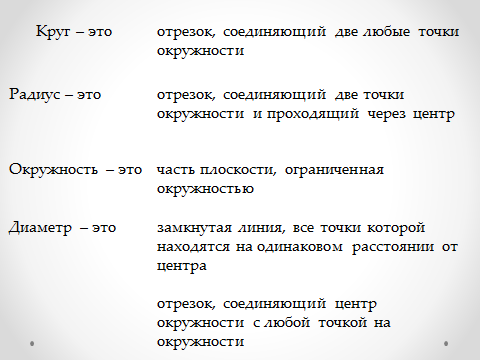 Круг – это отрезок, соединяющий две любые точки
окружности
Радиус – это отрезок, соединяющий две точки
окружности и проходящий через центр
Окружность – это часть плоскости, ограниченная
окружностью
Диаметр – это замкнутая линия, все точки которой
находятся на одинаковом расстоянии от
центра
отрезок, соединяющий центр
окружности с любой точкой на
окружности